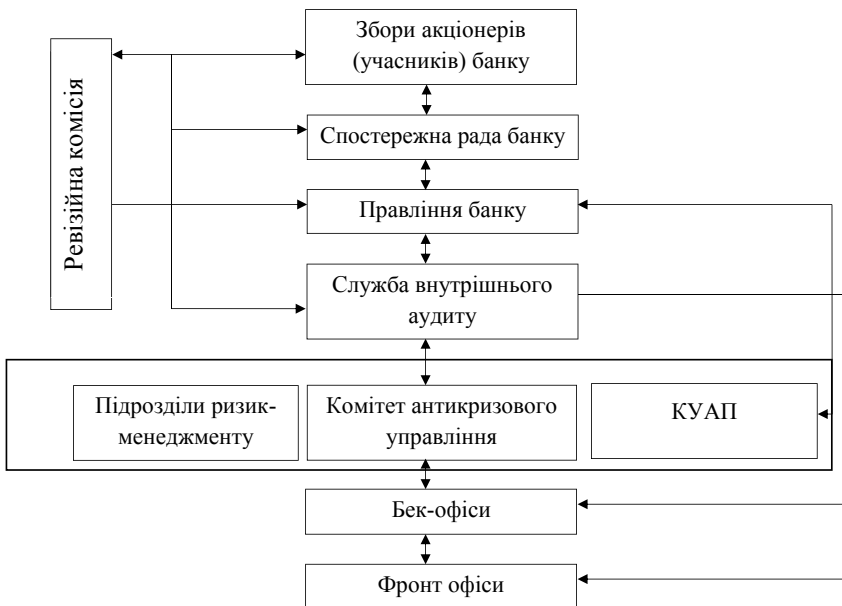 Збори акціонерів
(учасників) банку
Ревізійна комісія
Спостережна рада банку
Правління банку
Служба внутрішнього
аудиту
Підрозділи ризик-
менеджменту
Комітет антикризового
управління
КУАП
Бек-офіси
Фронт офіси